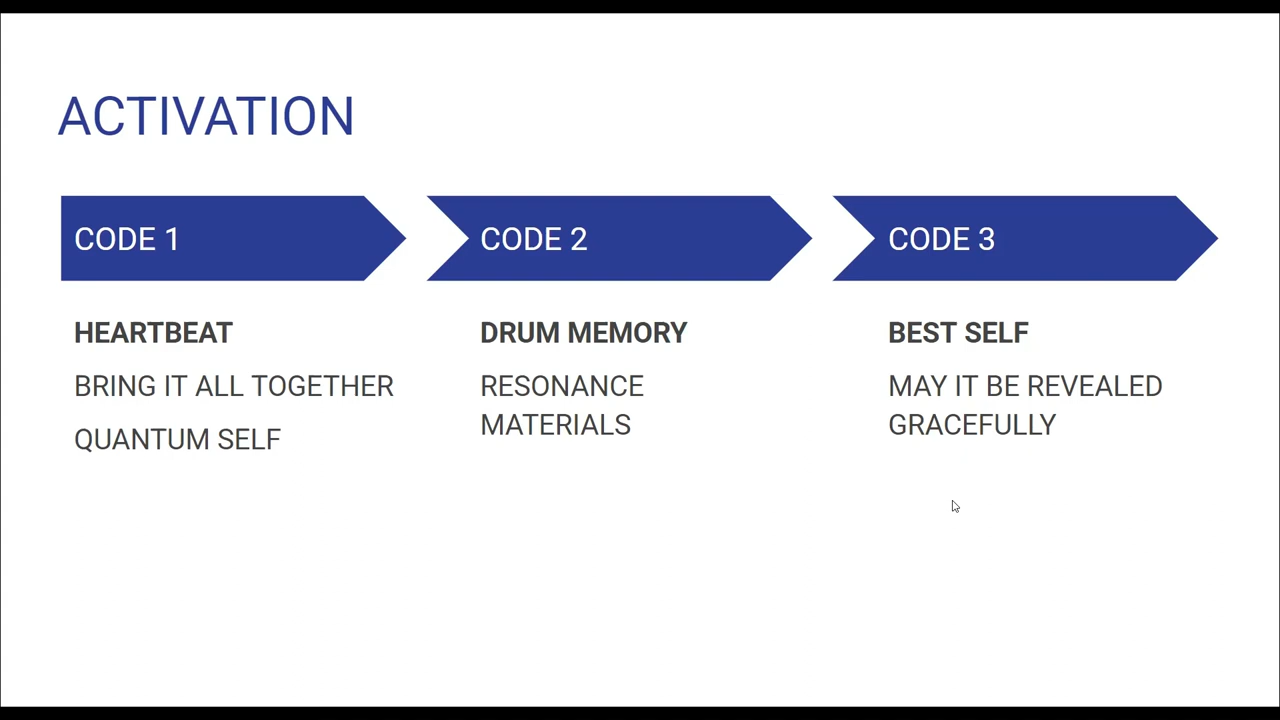 ACTIVATION
CODE 1
CODE 2
CODE 3
HEARTBEAT
BRING IT ALL TOGETHER
QUANTUM SELF
DRUM MEMORY
RESONANCE
MATERIALS
BEST SELF
MAY IT BE REVEALED
GRACEFULLY